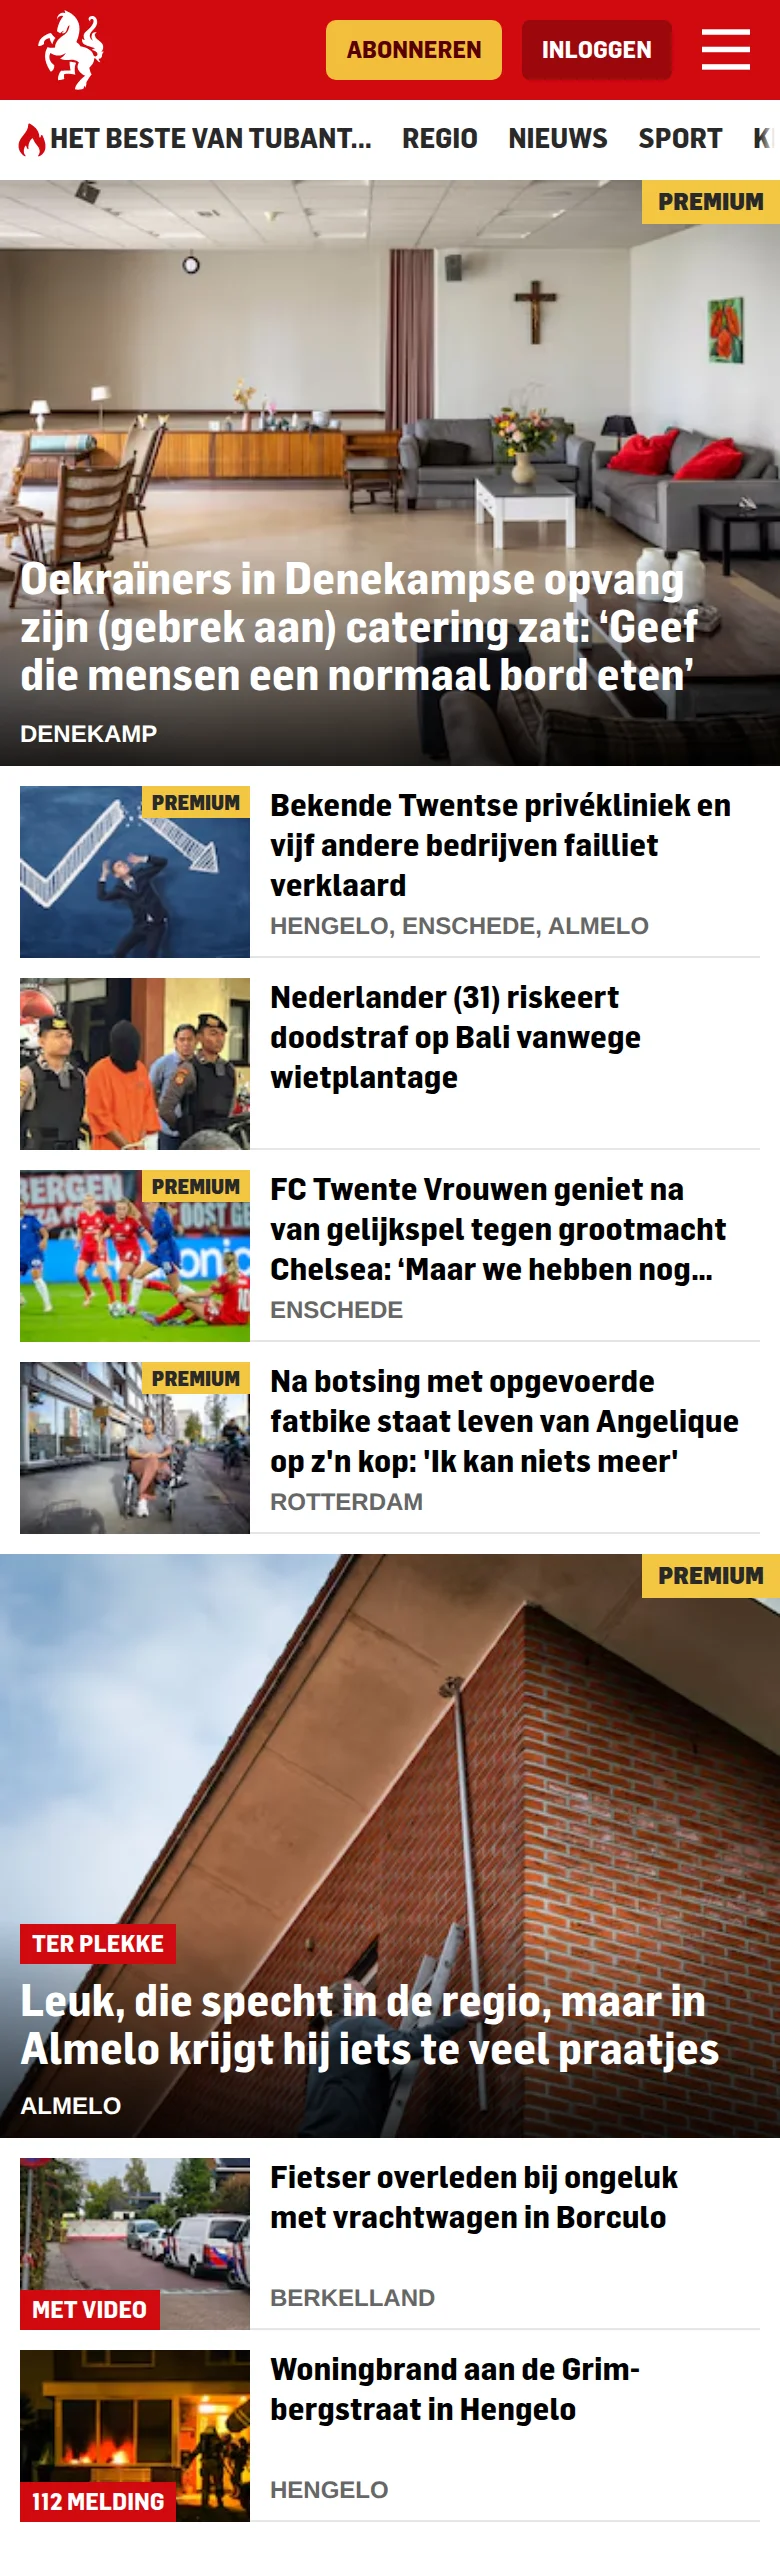 ABONNEREN
INLOGGEN
HET BESTE VAN TUBANT...
REGIO
NIEUWS
SPORT
PREMIUM
Oekraïners in Denekampse opvang
zijn (gebrek aan) catering zat: ‘Geef
die mensen een normaal bord eten’
DENEKAMP
PREMIUM
Bekende Twentse privékliniek en
vijf andere bedrijven failliet
verklaard
HENGELO, ENSCHEDE, ALMELO
Nederlander (31) riskeert
doodstraf op Bali vanwege
wietplantage
PREMIUM
FC Twente Vrouwen geniet na
van gelijkspel tegen grootmacht
Chelsea: ‘Maar we hebben nog...
ENSCHEDE
PREMIUM
Na botsing met opgevoerde
fatbike staat leven van Angelique
op z'n kop: 'Ik kan niets meer'
ROTTERDAM
PREMIUM
TER PLEKKE
Leuk, die specht in de regio, maar in
Almelo krijgt hij iets te veel praatjes
ALMELO
Fietser overleden bij ongeluk
met vrachtwagen in Borculo
MET VIDEO
BERKELLAND
Woningbrand aan de Grim-
bergstraat in Hengelo
112 MELDING
HENGELO